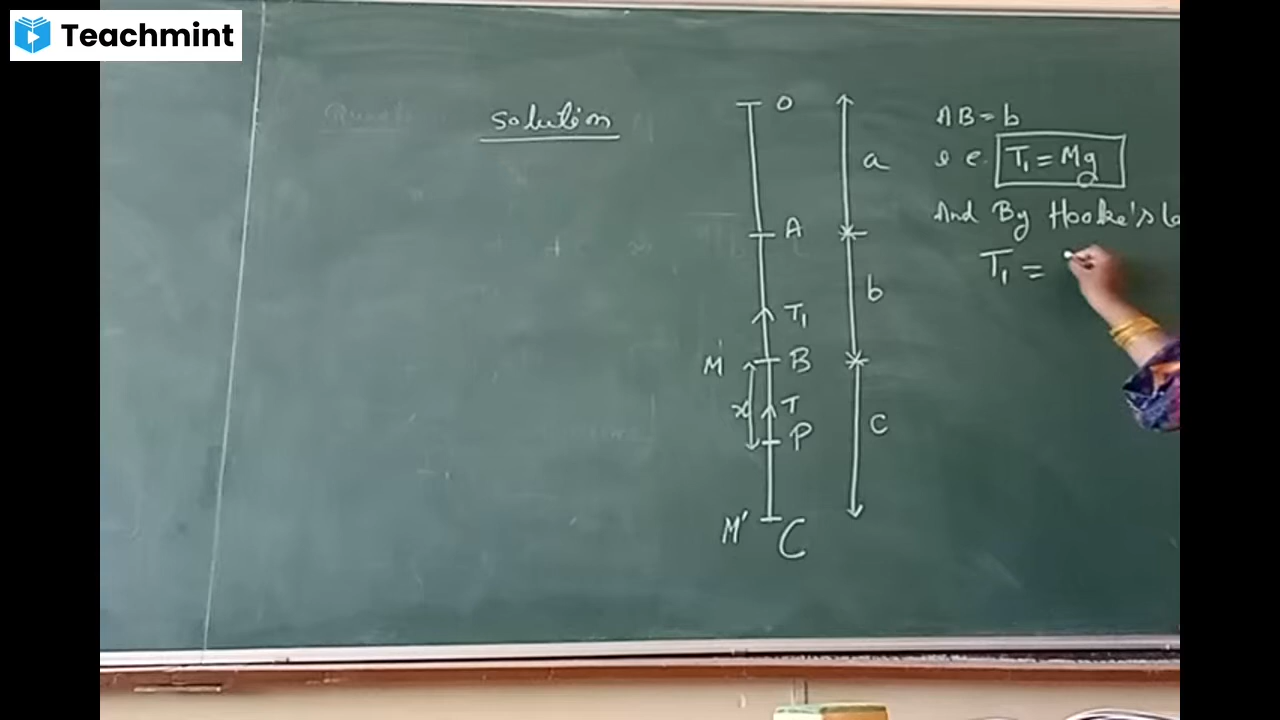 Teachmint
Solution
O
a
A
b
T₁
M
B
x
T
P
c
M'
C
AB = b
i e. T₁ = Mg
And By Hooke's
T₁ =